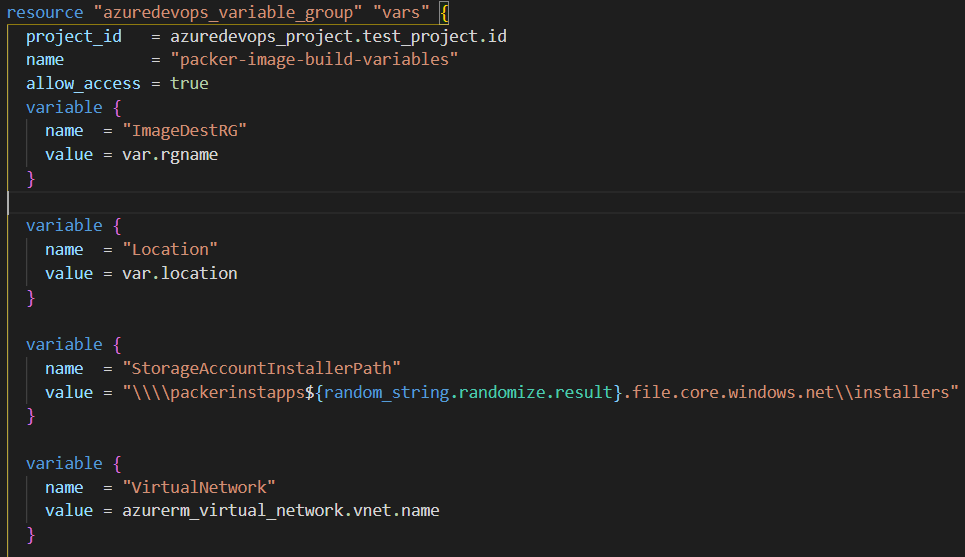 resource "azuredevops_variable_group" "vars" {
  project_id   = azuredevops_project.test_project.id
  name         = "packer-image-build-variables"
  allow_access = true
  variable {
    name  = "ImageDestRG"
    value = var.rgname
  }
  variable {
    name  = "Location"
    value = var.location
  }
  variable {
    name  = "StorageAccountInstallerPath"
    value = "\\\\packerinstapps${random_string.randomize.result}.file.core.windows.net\\installers"
  }
  variable {
    name  = "VirtualNetwork"
    value = azurerm_virtual_network.vnet.name
  }